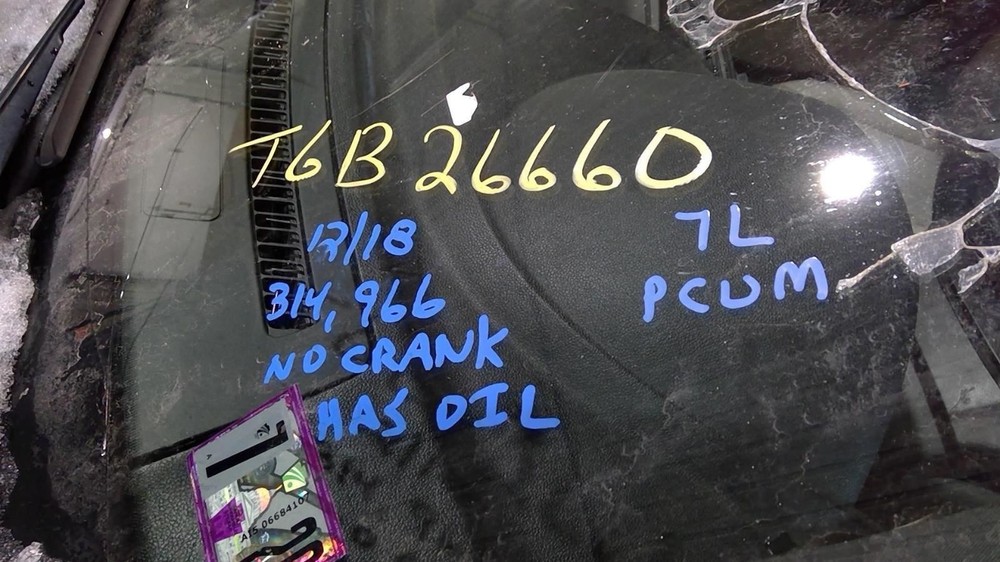 T6B 26660
12/18
314,966
NO CRANK
HAS OIL
7L
PCUM